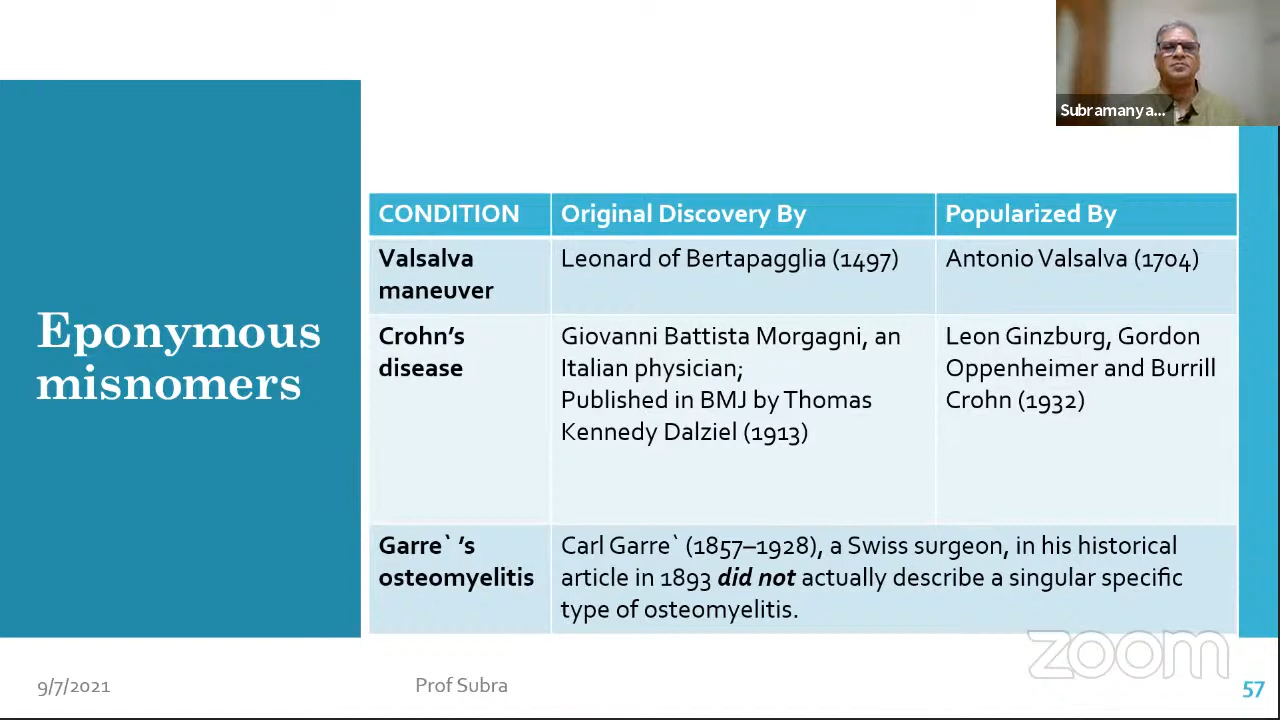 Subramanya...
Eponymous
misnomers
CONDITION Original Discovery By Popularized By
Valsalva
maneuver
Leonard of Bertapagglia (1497)
Antonio Valsalva (1704)
Crohn's
disease
Giovanni Battista Morgagni, an
Italian physician;
Published in BMJ by Thomas
Kennedy Dalziel (1913)
Leon Ginzburg, Gordon
Oppenheimer and Burrill
Crohn (1932)
Garre` 's
osteomyelitis
Carl Garre` (1857–1928), a Swiss surgeon, in his historical
article in 1893 did not actually describe a singular specific
type of osteomyelitis.
zoom
9/7/2021 Prof Subra 57